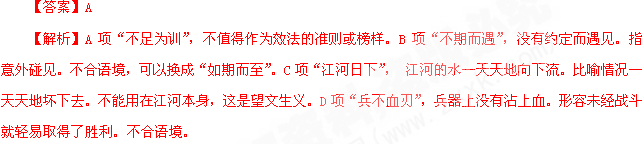 【答案】A
【解析】A 项“不足为训”，不值得作为效法的准则或榜样。B 项“不期而遇”，没有约定而遇见。指
意外碰见。不合语境，可以换成“如期而至”。C 项“江河日下”， 江河的水一天天地向下流。比喻情况一
天天地坏下去。不能用在江河本身，这是望文生义。D 项“兵不血刃”，兵器上没有沾上血。形容未经战斗
就轻易取得了胜利。不合语境。